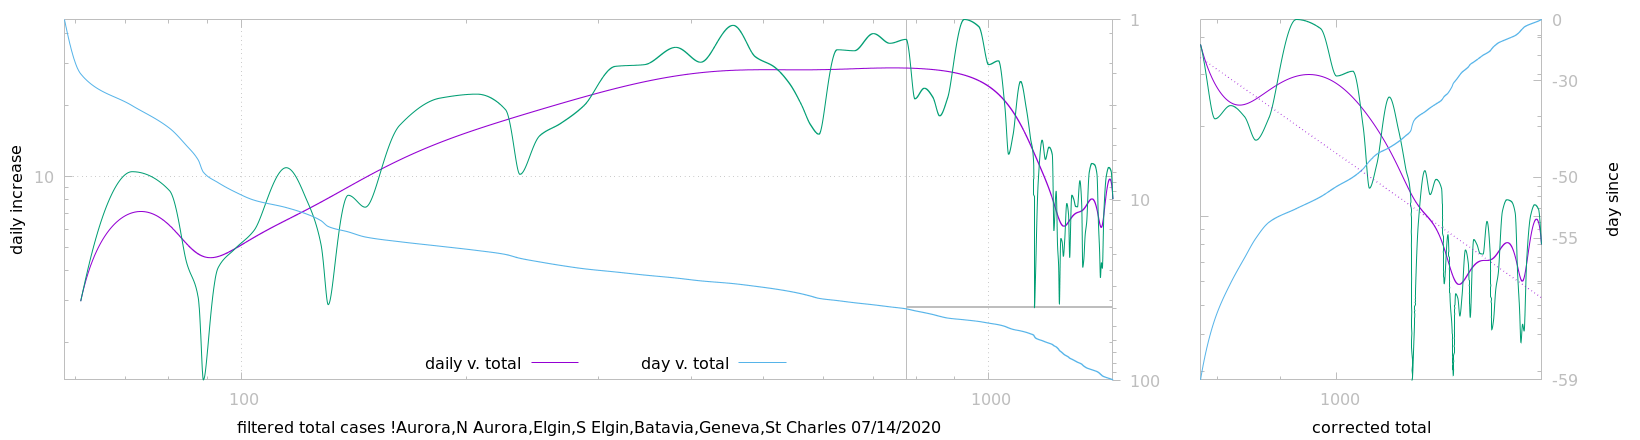 1
0
-30
daily increase
10
-50
day since
10
-55
daily v. total
day v. total
100
-59
100
1000
1000
filtered total cases !Aurora,N Aurora,Elgin,S Elgin,Batavia,Geneva,St Charles 07/14/2020
corrected total